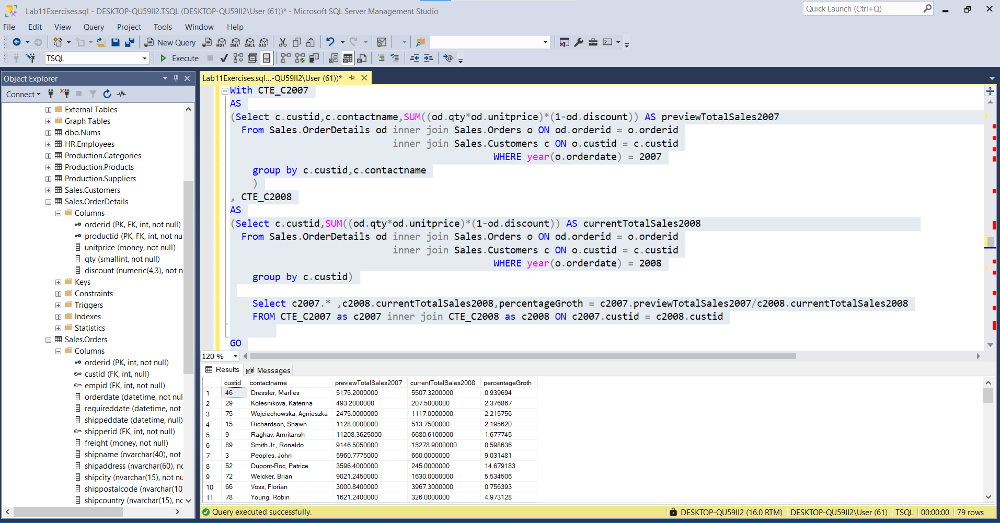 Lab11Exercises.sql - DESKTOP-QU59II2.TSQL (DESKTOP-QU59II2\User (61))* - Microsoft SQL Server Management Studio
Quick Launch (Ctrl+Q)
File Edit View Query Project Tools Window Help
New Query MDX DMX XMLA DAX
TSQL Execute
Object Explorer
Connect
External Tables
Graph Tables
dbo.Nums
HR.Employees
Production.Categories
Production.Products
Production.Suppliers
Sales.Customers
Sales.OrderDetails
Columns
orderid (PK, FK, int, not null)
productid (PK, FK, int, not nu
unitprice (money, not null)
qty (smallint, not null)
discount (numeric(4,3), not n
Keys
Constraints
Triggers
Indexes
Statistics
Sales.Orders
Columns
orderid (PK, int, not null)
custid (FK, int, null)
empid (FK, int, not null)
orderdate (datetime, not nul
requireddate (datetime, not
shippeddate (datetime, null)
shipperid (FK, int, not null)
freight (money, not null)
shipname (nvarchar(40), not
shipaddress (nvarchar(60), nc
shipcity (nvarchar(15), not nu
shippostalcode (nvarchar(10
shipcountry (nvarchar(15), nc
Lab11Exercises.sql...-QU59II2\User (61))*
With CTE_C2007
AS
(Select c.custid,c.contactname,SUM((od.qty*od.unitprice)*(1-od.discount)) AS previewTotalSales2007
From Sales.OrderDetails od inner join Sales.Orders o ON od.orderid = o.orderid
inner join Sales.Customers c ON o.custid = c.custid
WHERE year(o.orderdate) = 2007
group by c.custid,c.contactname
)
, CTE_C2008
AS
(Select c.custid,SUM((od.qty*od.unitprice)*(1-od.discount)) AS currentTotalSales2008
From Sales.OrderDetails od inner join Sales.Orders o ON od.orderid = o.orderid
inner join Sales.Customers c ON o.custid = c.custid
WHERE year(o.orderdate) = 2008
group by c.custid)
Select c2007.* ,c2008.currentTotalSales2008,percentageGroth = c2007.previewTotalSales2007/c2008.currentTotalSales2008
FROM CTE_C2007 as c2007 inner join CTE_C2008 as c2008 ON c2007.custid = c2008.custid
GO
120 %
Results Messages
custid contactname previewTotalSales2007 currentTotalSales2008 percentageGroth
1 46 Dressler, Marlies 5175.2000000 5507.3200000 0.939694
2 29 Kolesnikova, Katerina 493.2000000 207.5000000 2.376867
3 75 Wojciechowska, Agnieszka 2475.0000000 1117.0000000 2.215756
4 15 Richardson, Shawn 1128.0000000 513.7500000 2.195620
5 9 Raghav, Amritansh 11208.3625000 6680.6100000 1.677745
6 89 Smith Jr., Ronaldo 9146.5050000 15278.9000000 0.598636
7 3 Peoples, John 5960.7775000 660.0000000 9.031481
8 52 Dupont-Roc, Patrice 3596.4000000 245.0000000 14.679183
9 72 Welcker, Brian 9021.2450000 1630.0000000 5.534506
10 66 Voss, Florian 3000.8400000 3967.3000000 0.756393
11 78 Young, Robin 1621.2400000 326.0000000 4.973128
Query executed successfully. DESKTOP-QU59II2 (16.0 RTM) DESKTOP-QU59II2\User (61) TSQL 00:00:00 79 rows